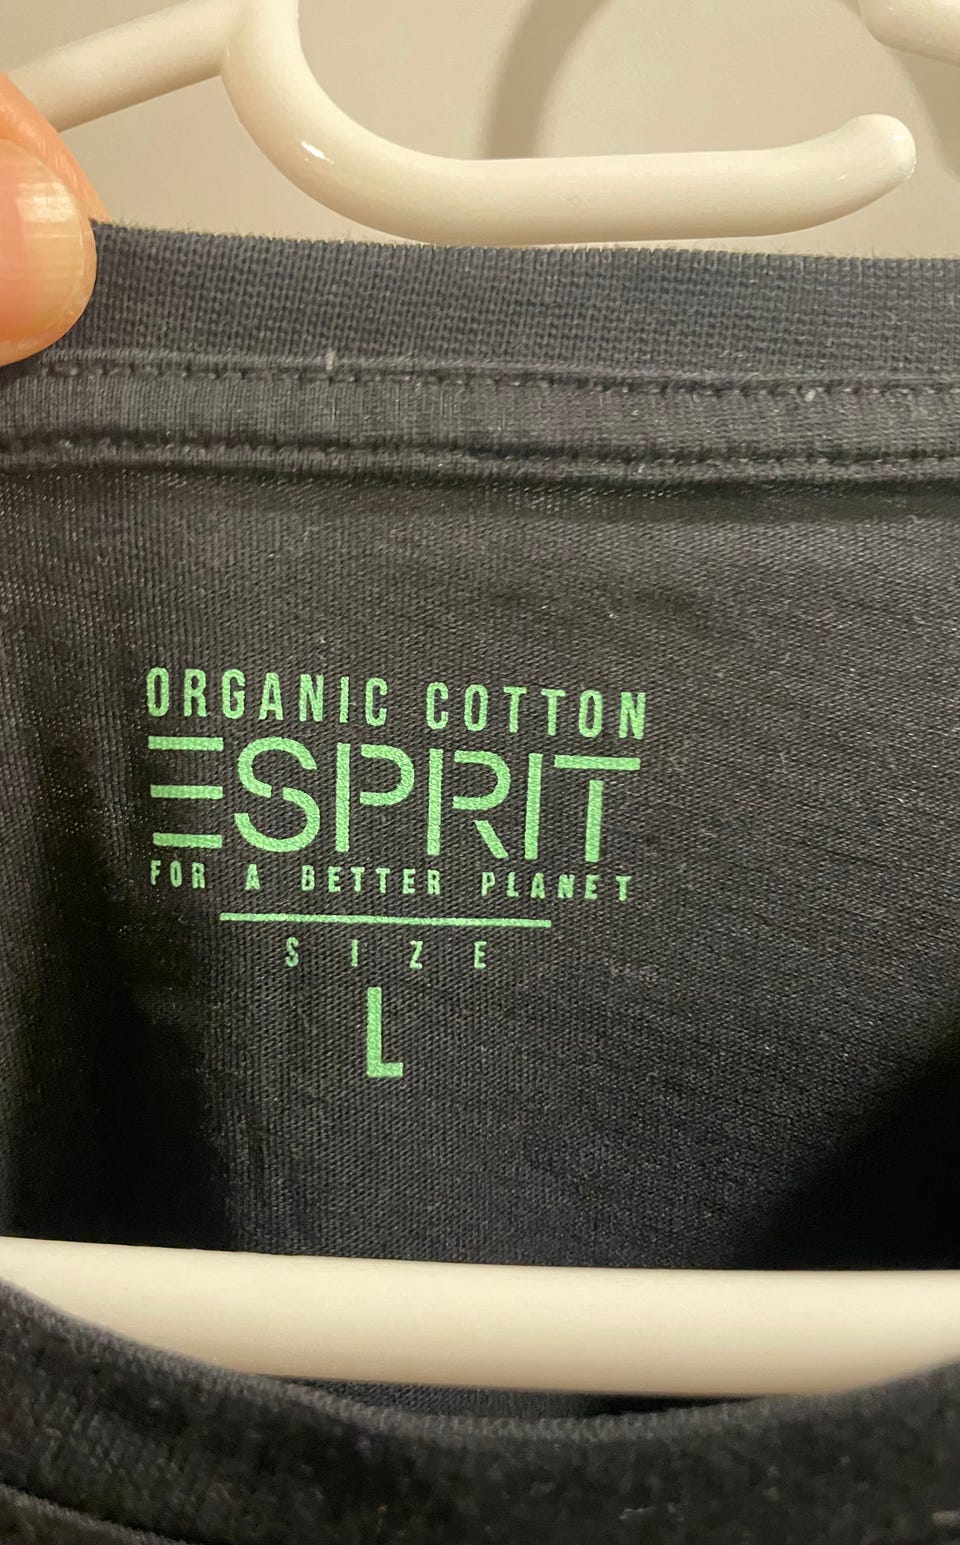 ORGANIC COTTON
ESPRIT
FOR A BETTER PLANET
SIZE
L